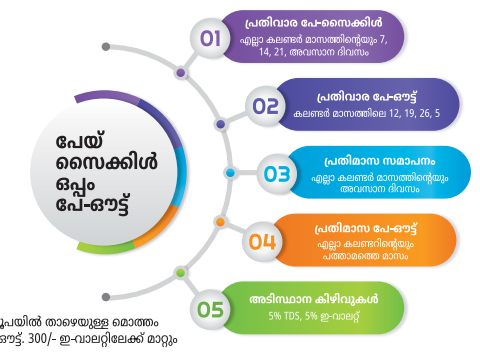 പേയ്
സൈക്കിൾ
ഒപ്പം
പേ-ഔട്ട്
01
പ്രതിവാര പേ-സൈക്കിൾ
എല്ലാ കലണ്ടർ മാസത്തിന്റെയും 7,
14, 21, അവസാന ദിവസം
02
പ്രതിവാര പേ-ഔട്ട്
കലണ്ടർ മാസത്തിലെ 12, 19, 26, 5
03
പ്രതിമാസ സമാപനം
എല്ലാ കലണ്ടർ മാസത്തിന്റെയും
അവസാന ദിവസം
04
പ്രതിമാസ പേ-ഔട്ട്
എല്ലാ കലണ്ടറിന്റെയും
പത്താമത്തെ മാസം
05
അടിസ്ഥാന കിഴിവുകൾ
5% TDS, 5% ഇ-വാലറ്റ്
രൂപയിൽ താഴെയുള്ള മൊത്തം
ഔട്ട്. 300/- ഇ-വാലറ്റിലേക്ക് മാറ്റും